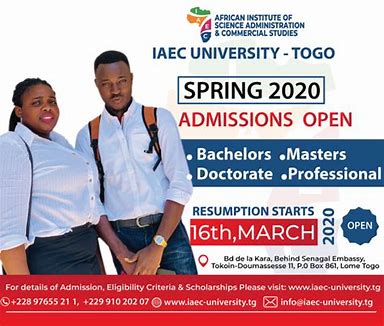 AFRICAN INSTITUTE OF
SCIENCE ADMINISTRATION
& COMMERCIAL STUDIES
IAEC UNIVERSITY - TOGO
SPRING 2020
ADMISSIONS OPEN
• Bachelors • Masters
• Doctorate • Professional
RESUMPTION STARTS
16th, MARCH
2020
OPEN
Bd de la Kara, Behind Senegal Embassy,
Tokoin-Doumassesse 11, P.O Box 861, Lome Togo
For details of Admission, Eligibility Criteria & Scholarships Please visit: www.iaec-university.tg
+228 97655 21 1, +229 910 202 07 www.iaec-university.tg info@iaec-university.tg